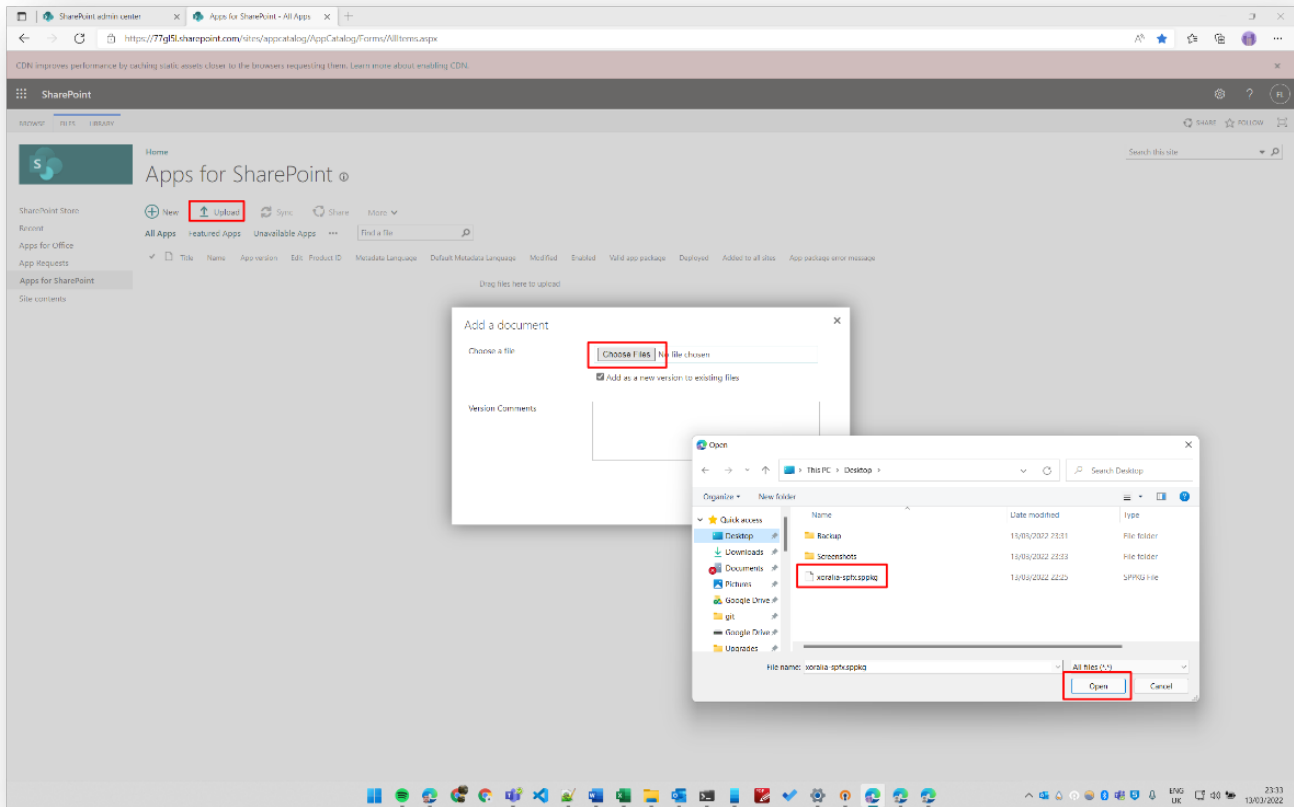 SharePoint admin center
Apps for SharePoint - All Apps
https://77gl5l.sharepoint.com/sites/appcatalog/AppCatalog/Forms/AllItems.aspx
CDN improves performance by caching static assets closer to the browsers requesting them. Learn more about enabling CDN.
SharePoint
FL
BROWSE FILES LIBRARY
SHARE FOLLOW
S
Home
Apps for SharePoint
Search this site
SharePoint Store
Recent
Apps for Office
App Requests
Apps for SharePoint
Site contents
New Upload Sync Share More
All Apps Featured Apps Unavailable Apps ••• Find a file
Title Name App version Edit Product ID Metadata Language Default Metadata Language Modified Enabled Valid app package Deployed Added to all sites App package error message
Drag files here to upload
Add a document
Choose a file
Choose Files No file chosen
Add as a new version to existing files
Version Comments
Open
This PC > Desktop >
Search Desktop
Organize New folder
Name Date modified Type
Quick access
Desktop
Downloads
Documents
Pictures
Google Drive
git
Google Drive
Upgrades
Backup 13/03/2022 23:31 File folder
Screenshots 13/03/2022 23:33 File folder
xoralia-spfx.sppkg 13/03/2022 22:25 SPPKG File
File name: xoralia-spfx.sppkg
All files (*.*)
Open Cancel
ENG
UK
23:33
13/03/2022